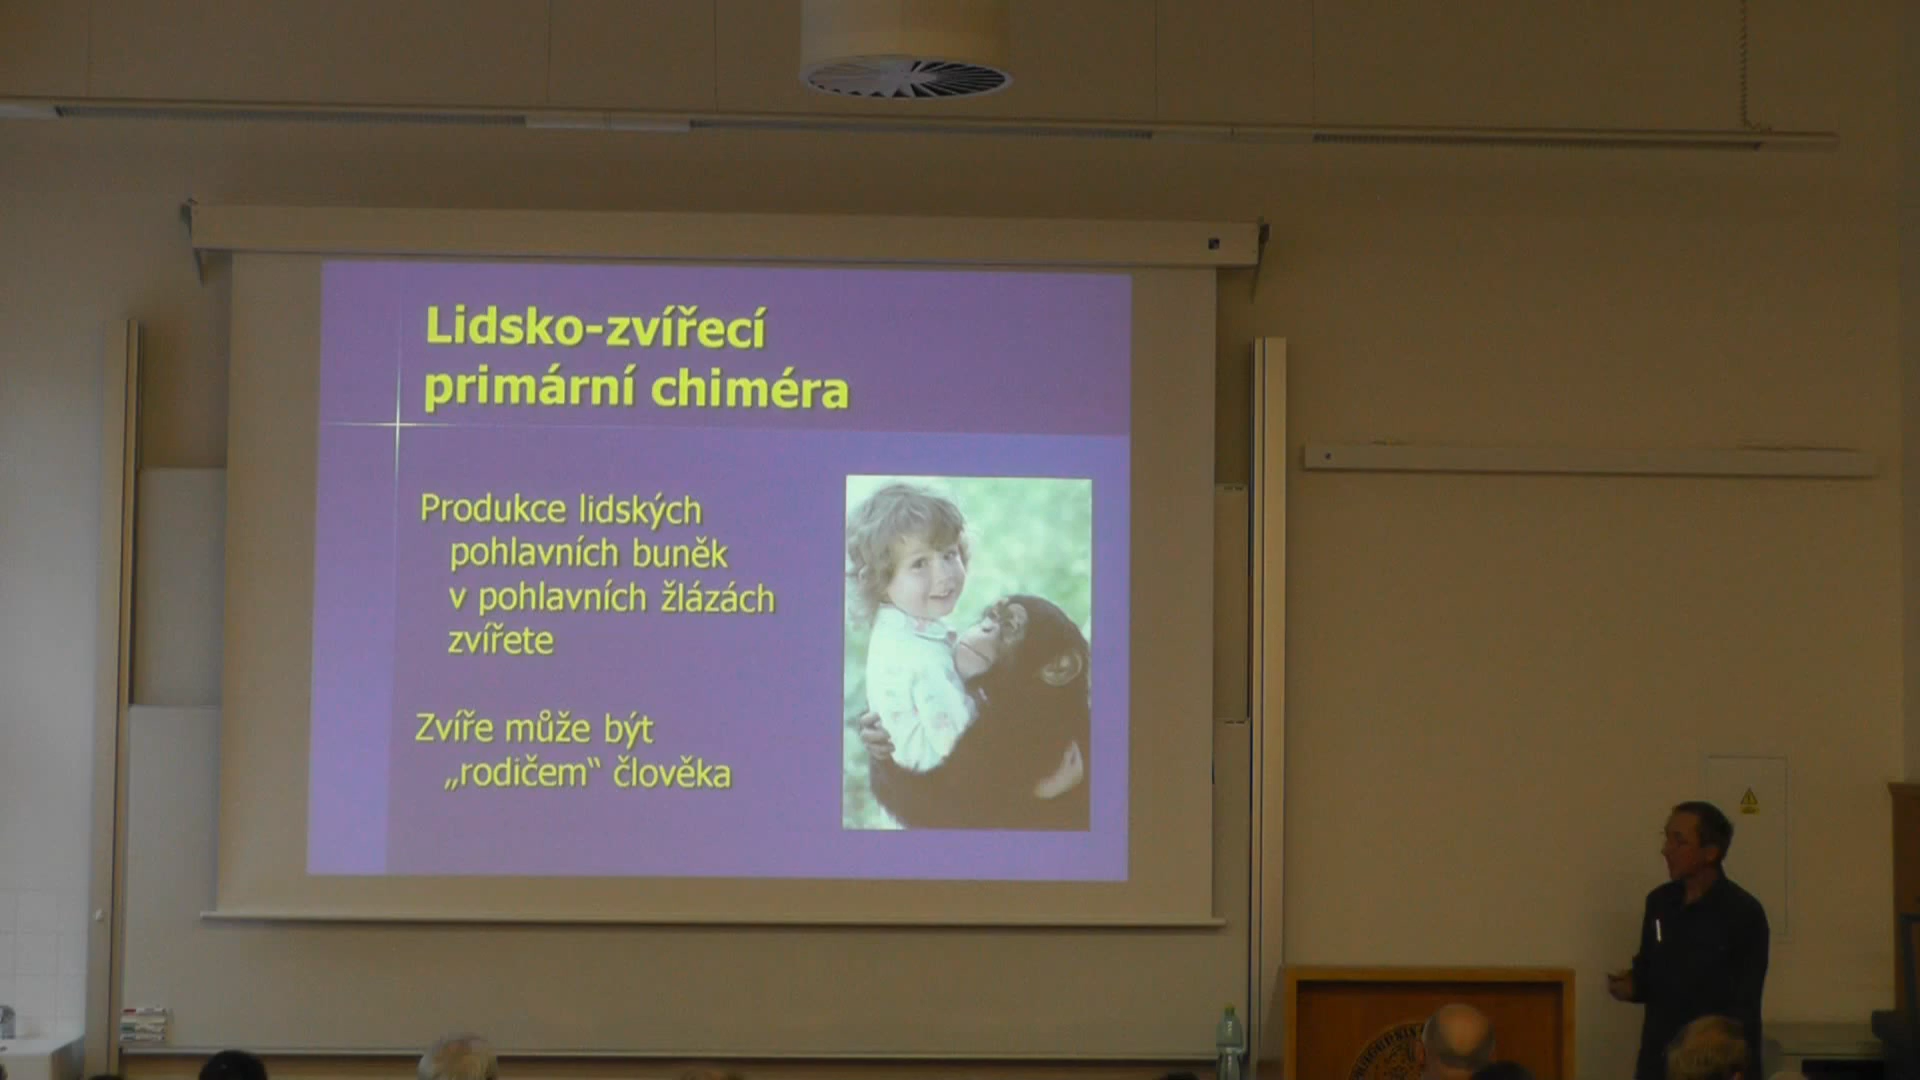 Lidsko-zvířecí
primární chiméra
Produkce lidských
pohlavních buněk
v pohlavních žlázách
zvířete
Zvíře může být
„rodičem“ člověka